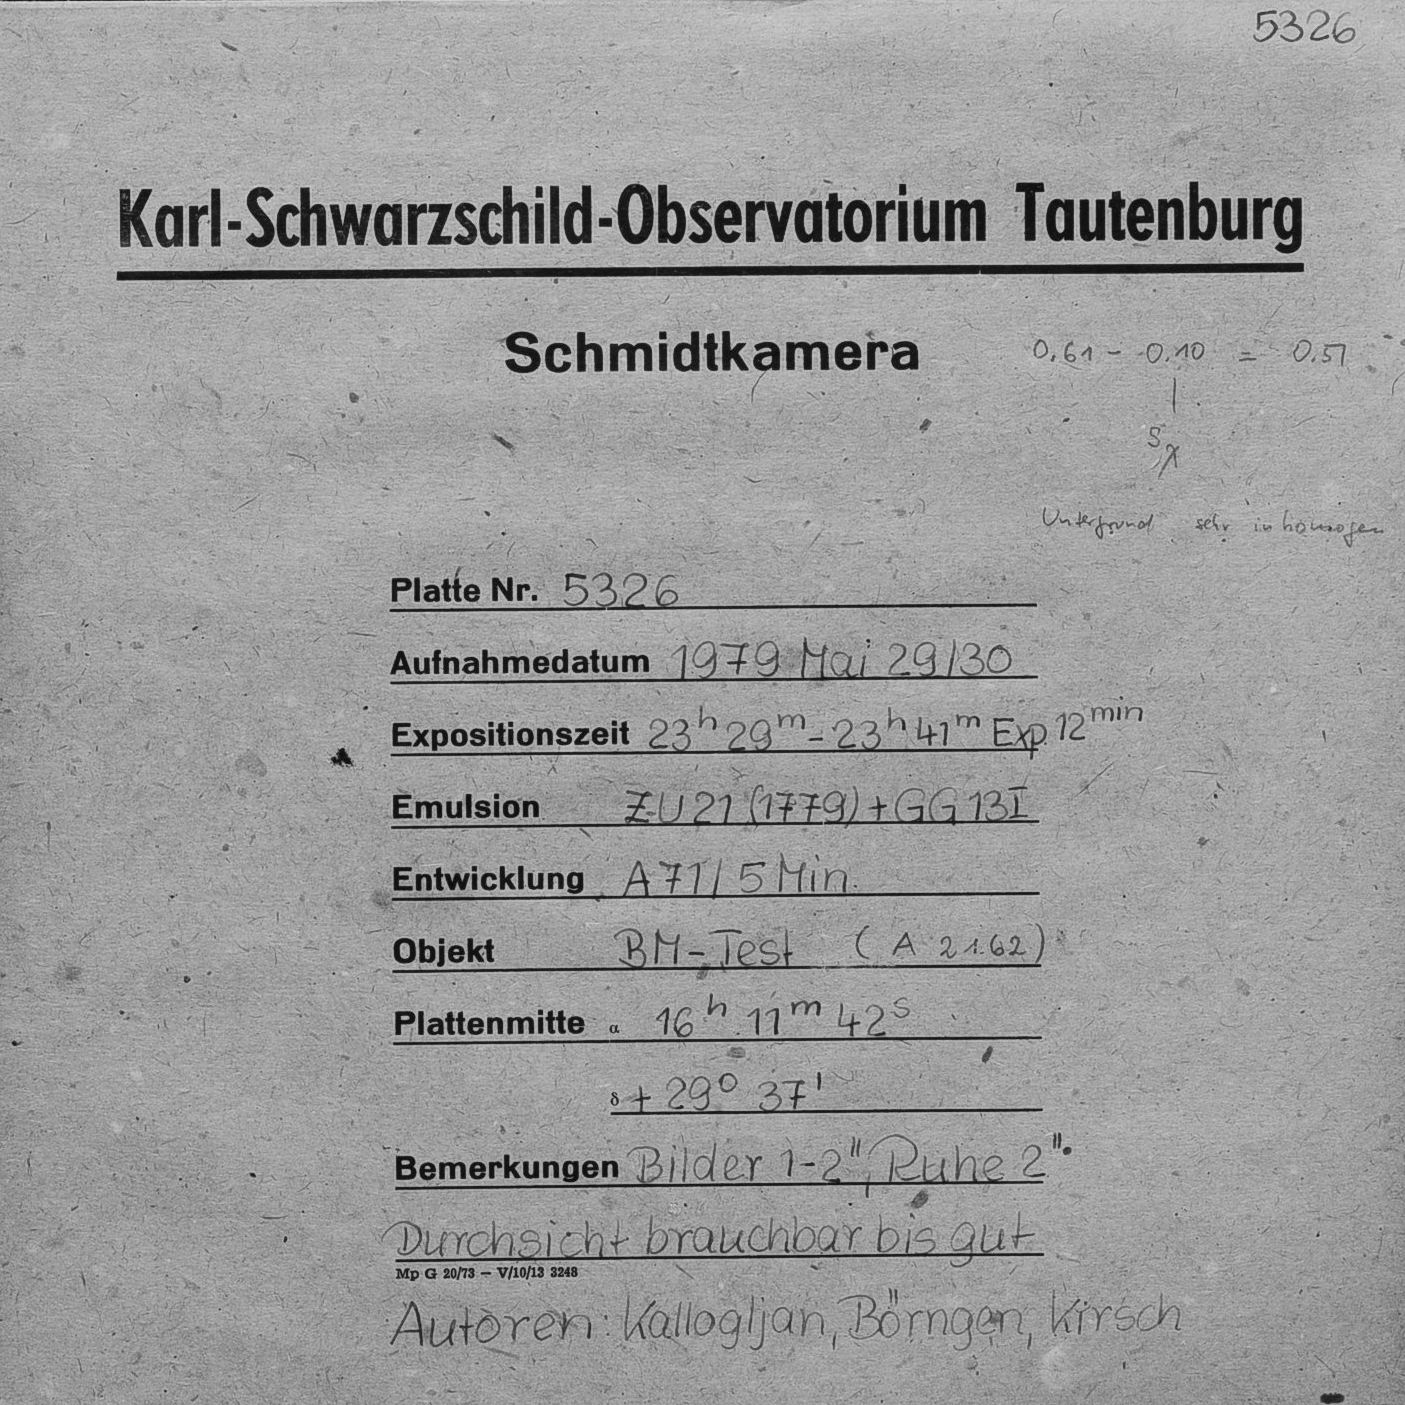 5326
Karl-Schwarzschild-Observatorium Tautenburg
Schmidtkamera
0.61 - 0.10 = 0.51
Untergrund sehr inhomogen
Platte Nr. 5326
Aufnahmedatum 1979 Mai 29/30
Expositionszeit 23h 29m - 23h 41m Exp. 12min
Emulsion ZU 21 (1779) + GG 13 I
Entwicklung A 71 / 5 Min.
Objekt BM-Test (A 2162)
Plattenmitte α 16h 11m 42s
δ + 29° 37'
Bemerkungen Bilder 1-2", Ruhe 2".
Durchsicht brauchbar bis gut
Mp G 20/73 — V/10/13 3248
Autoren: Kallogljan, Börngen, Kirsch